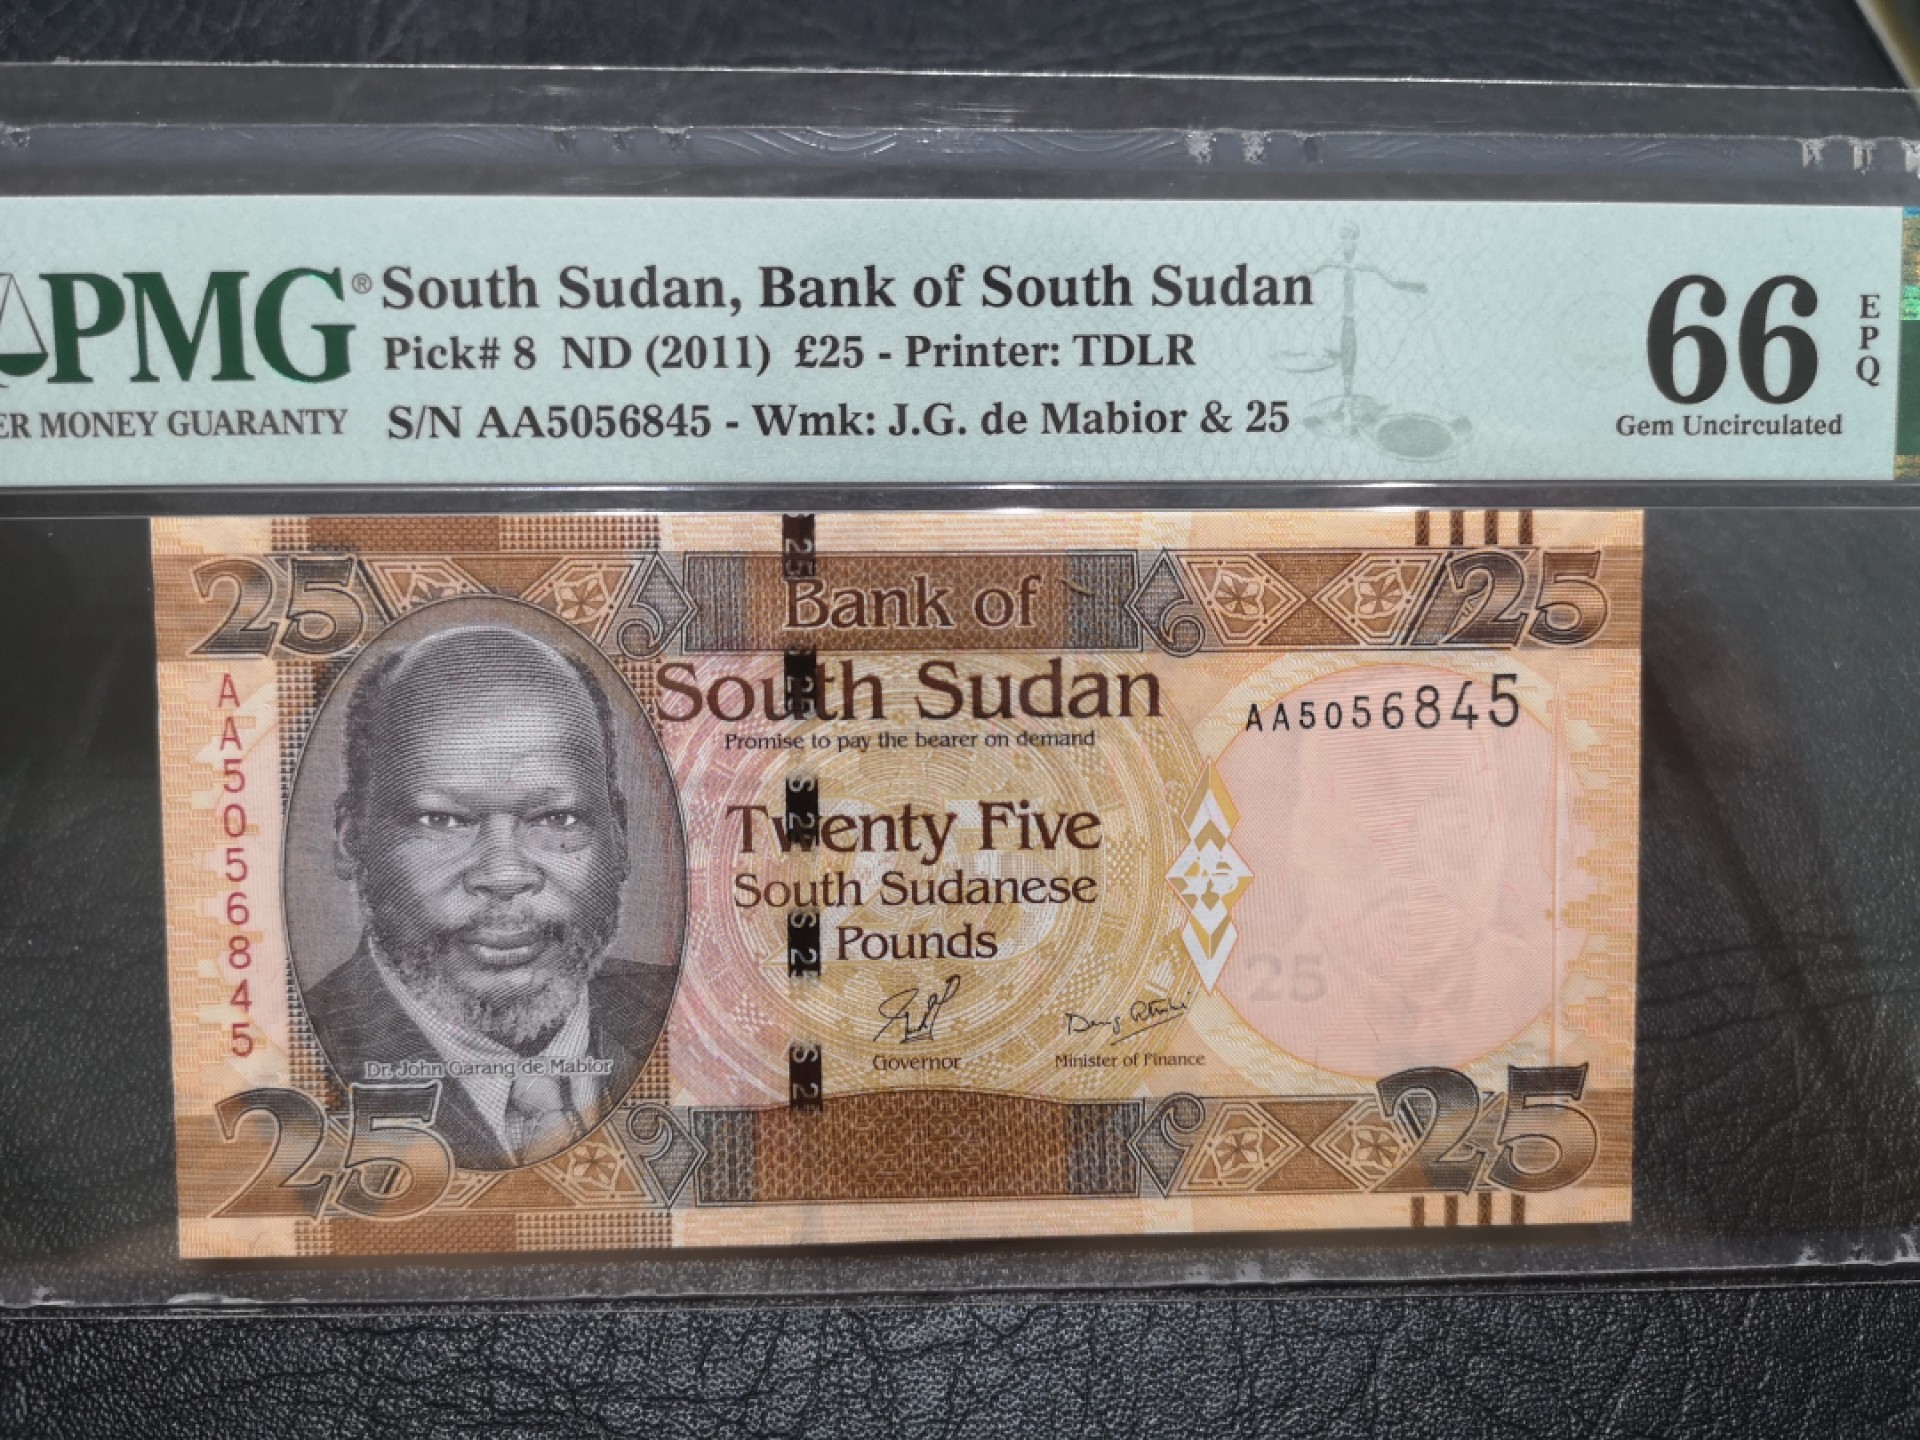 PMG® South Sudan, Bank of South Sudan
Pick# 8 ND (2011) £25 - Printer: TDLR
ER MONEY GUARANTY S/N AA5056845 - Wmk: J.G. de Mabior & 25
66 EPQ
Gem Uncirculated
25 25
Bank of
South Sudan
Promise to pay the bearer on demand
AA5056845
AA5056845
Twenty Five
South Sudanese
Pounds
25
Governor
Minister of Finance
Dr. John Garang de Mabior
25 25